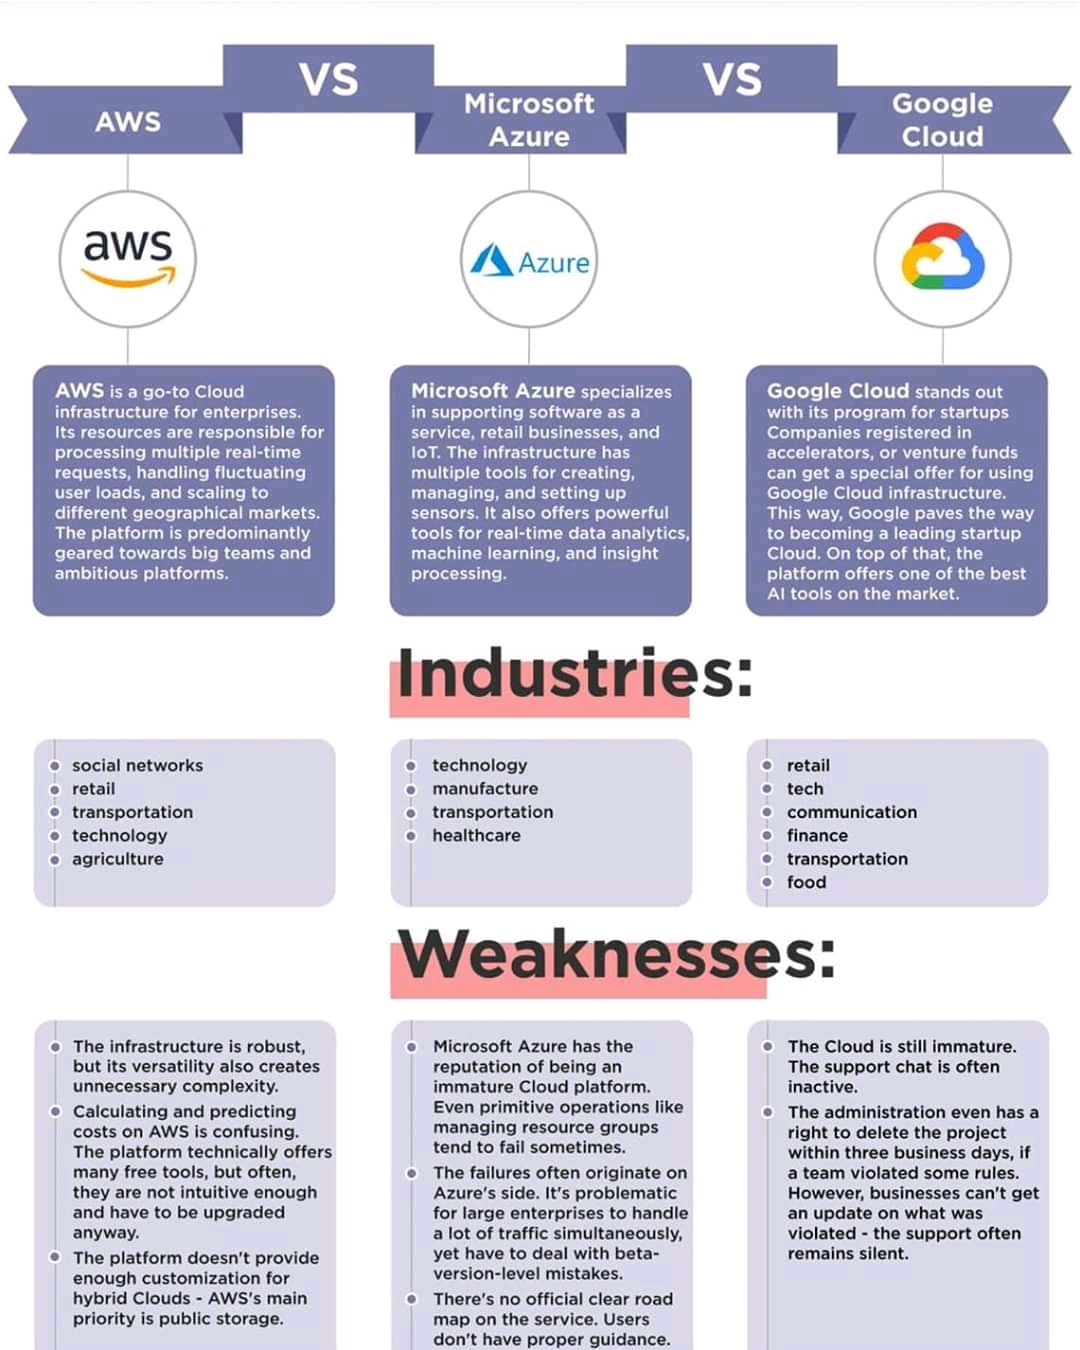 VS
VS
AWS
Microsoft
Azure
Google
Cloud
aws
Azure
AWS is a go-to Cloud
infrastructure for enterprises.
Its resources are responsible for
processing multiple real-time
requests, handling fluctuating
user loads, and scaling to
different geographical markets.
The platform is predominantly
geared towards big teams and
ambitious platforms.
Microsoft Azure specializes
in supporting software as a
service, retail businesses, and
IoT. The infrastructure has
multiple tools for creating,
managing, and setting up
sensors. It also offers powerful
tools for real-time data analytics,
machine learning, and insight
processing.
Google Cloud stands out
with its program for startups
Companies registered in
accelerators, or venture funds
can get a special offer for using
Google Cloud infrastructure.
This way, Google paves the way
to becoming a leading startup
Cloud. On top of that, the
platform offers one of the best
AI tools on the market.
Industries:
social networks
retail
transportation
technology
agriculture
technology
manufacture
transportation
healthcare
retail
tech
communication
finance
transportation
food
Weaknesses:
The infrastructure is robust,
but its versatility also creates
unnecessary complexity.
Calculating and predicting
costs on AWS is confusing.
The platform technically offers
many free tools, but often,
they are not intuitive enough
and have to be upgraded
anyway.
The platform doesn't provide
enough customization for
hybrid Clouds - AWS's main
priority is public storage.
Microsoft Azure has the
reputation of being an
immature Cloud platform.
Even primitive operations like
managing resource groups
tend to fail sometimes.
The failures often originate on
Azure's side. It's problematic
for large enterprises to handle
a lot of traffic simultaneously,
yet have to deal with beta-
version-level mistakes.
There's no official clear road
map on the service. Users
don't have proper guidance.
The Cloud is still immature.
The support chat is often
inactive.
The administration even has a
right to delete the project
within three business days, if
a team violated some rules.
However, businesses can't get
an update on what was
violated - the support often
remains silent.